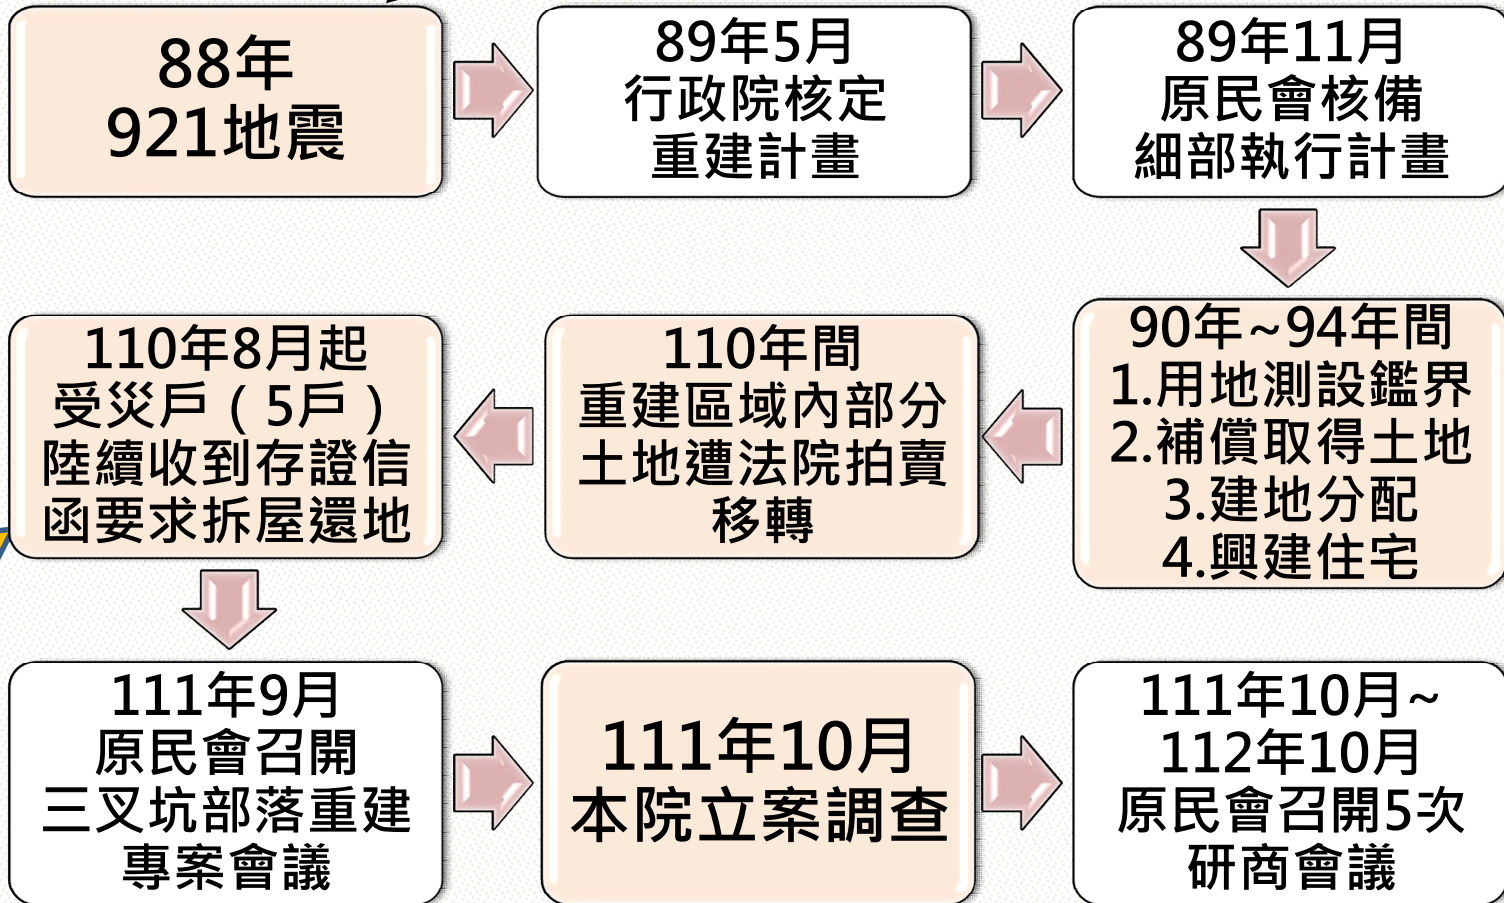 88年
921地震
89年5月
行政院核定
重建計畫
89年11月
原民會核備
細部執行計畫
90年~94年間
1.用地測設鑑界
2.補償取得土地
3.建地分配
4.興建住宅
110年間
重建區域內部分
土地遭法院拍賣
移轉
110年8月起
受災戶（5戶）
陸續收到存證信
函要求拆屋還地
111年9月
原民會召開
三叉坑部落重建
專案會議
111年10月
本院立案調查
111年10月~
112年10月
原民會召開5次
研商會議